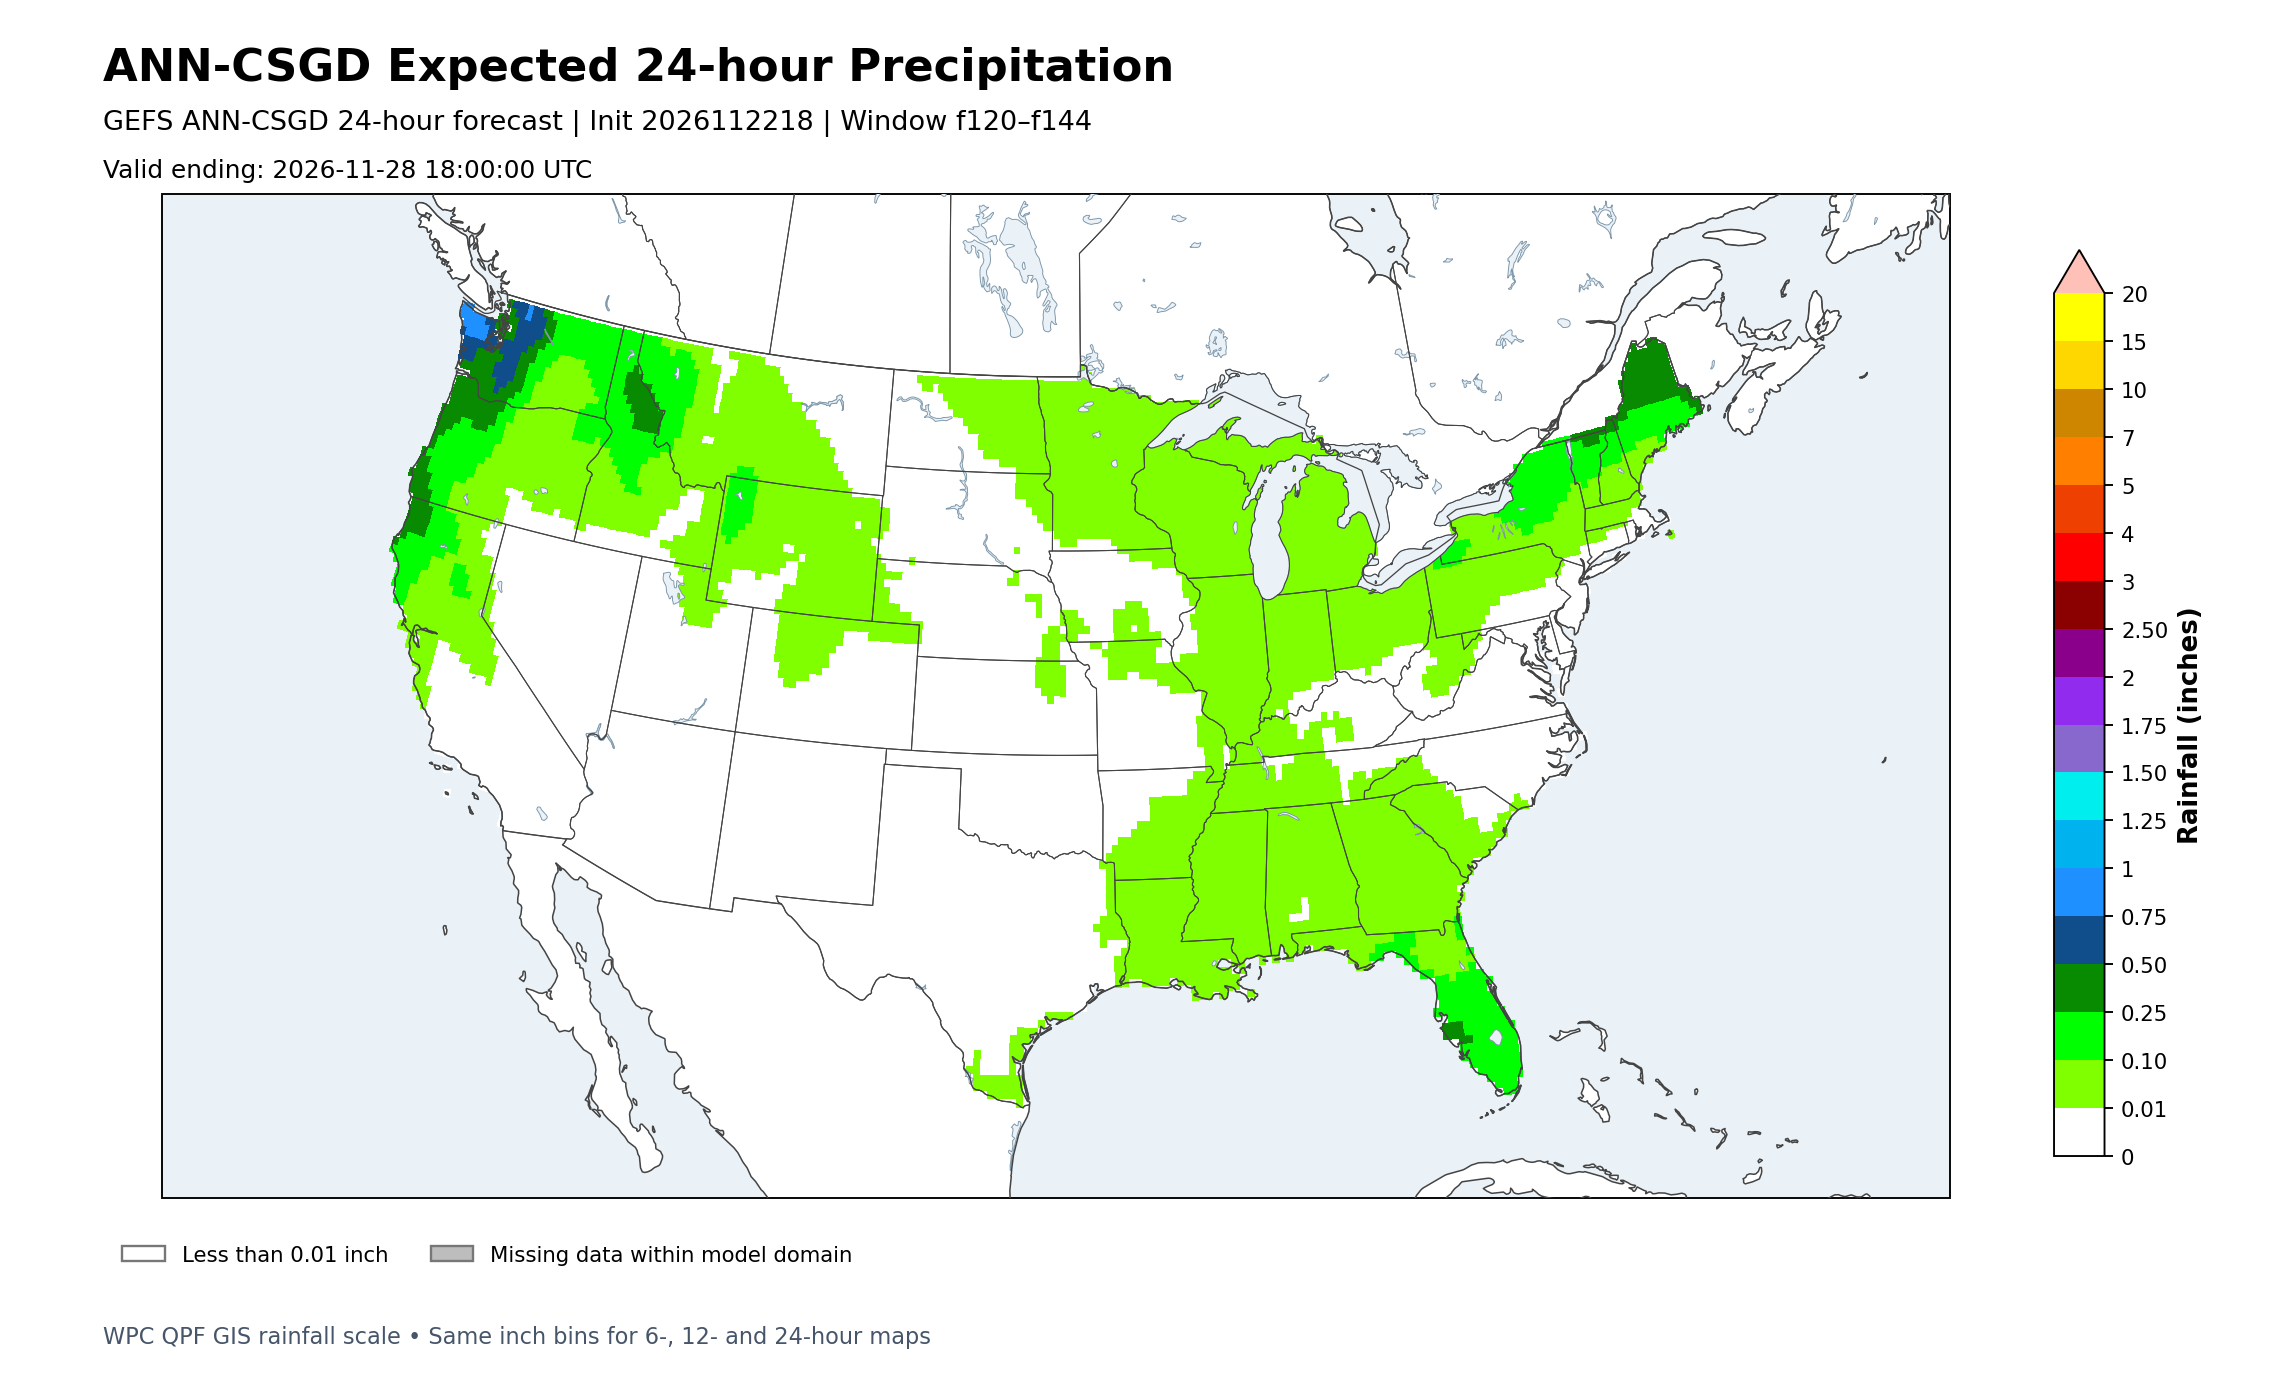 ANN-CSGD Expected 24-hour Precipitation
GEFS ANN-CSGD 24-hour forecast | Init 2026112218 | Window f120–f144
Valid ending: 2026-11-28 18:00:00 UTC
20
15
10
7
5
4
3
2.50
2
1.75
1.50
1.25
1
0.75
0.50
0.25
0.10
0.01
0
Rainfall (inches)
Less than 0.01 inch
Missing data within model domain
WPC QPF GIS rainfall scale • Same inch bins for 6-, 12- and 24-hour maps